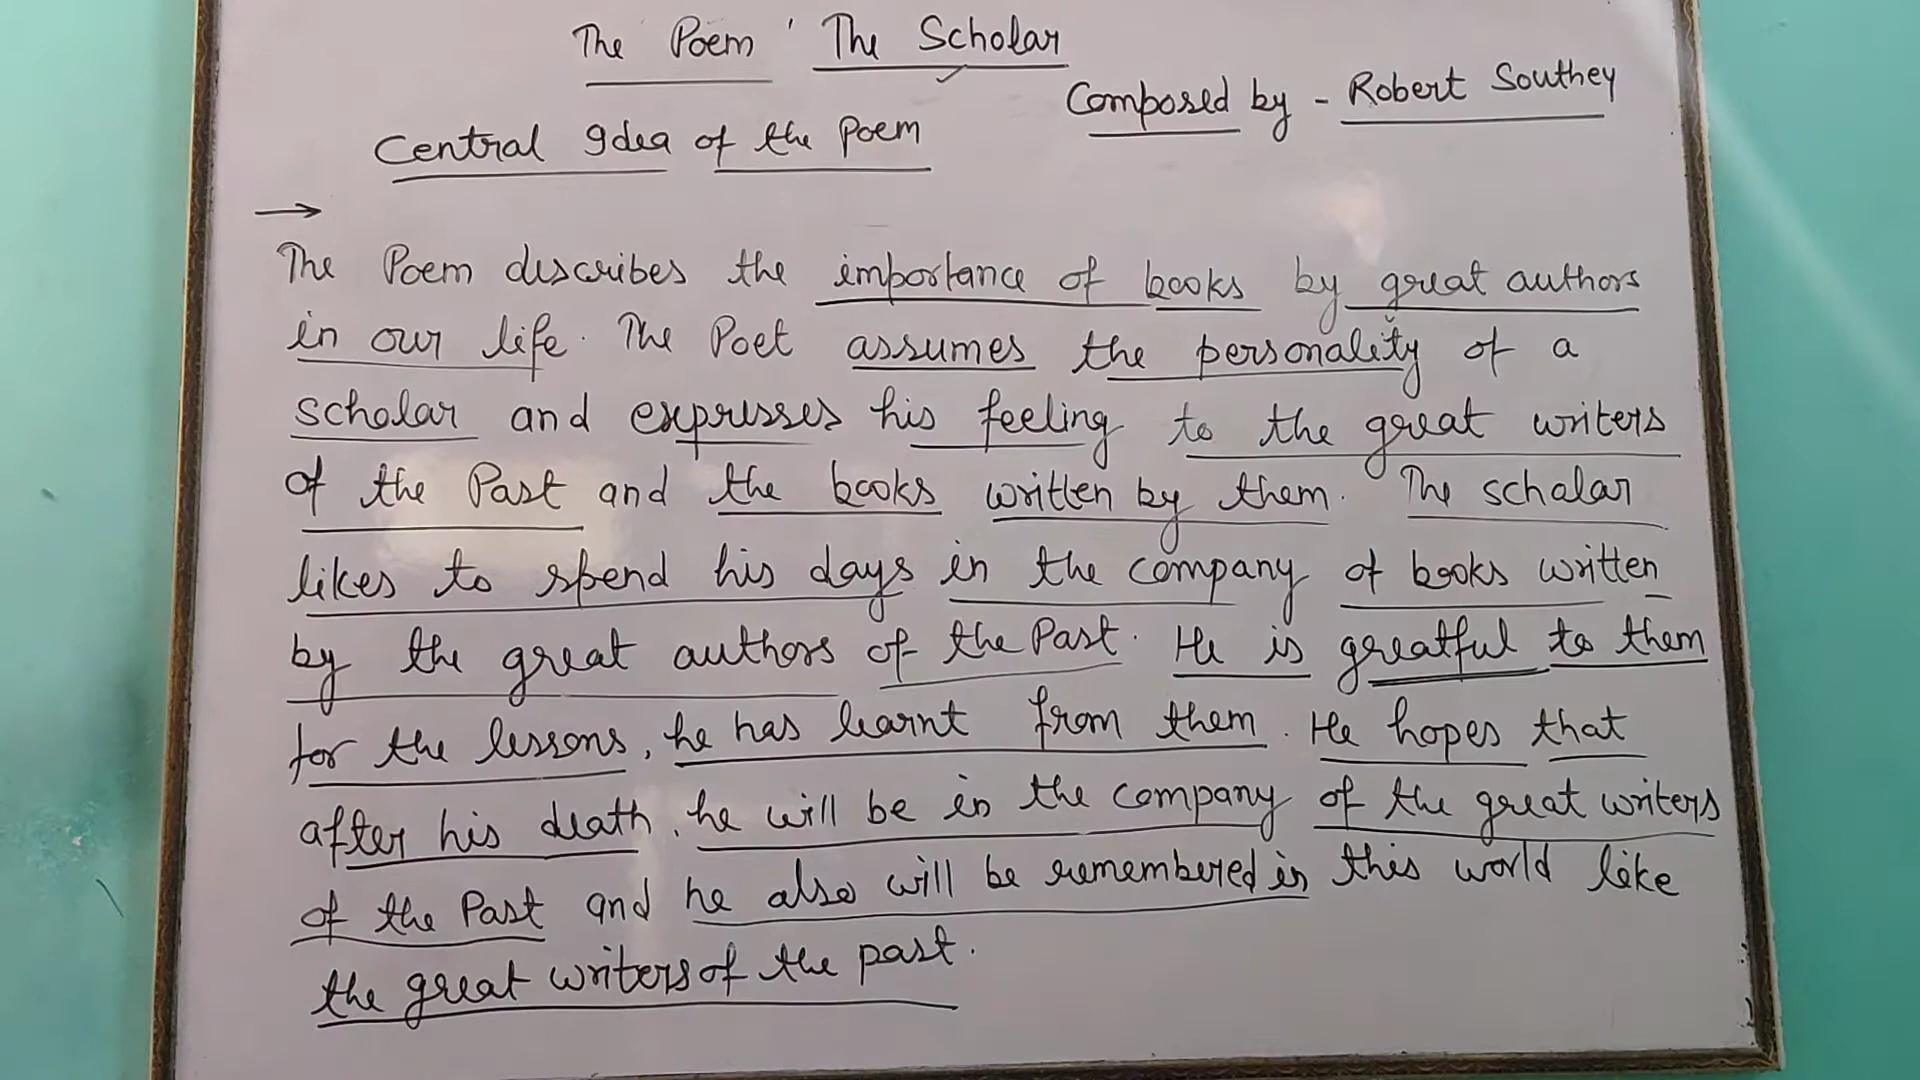 The Poem ' The Scholar
Composed by - Robert Southey
Central Idea of the Poem
→
The Poem describes the importance of books by great authors
in our life. The Poet assumes the personality of a
scholar and expresses his feeling to the great writers
of the Past and the books written by them. The schalar
likes to spend his days in the company of books written
by the great authors of the Past. He is greatful to them
for the lessons, he has learnt from them. He hopes that
after his death, he will be in the company of the great writers
of the Past and he also will be remembered in this world like
the great writers of the past.